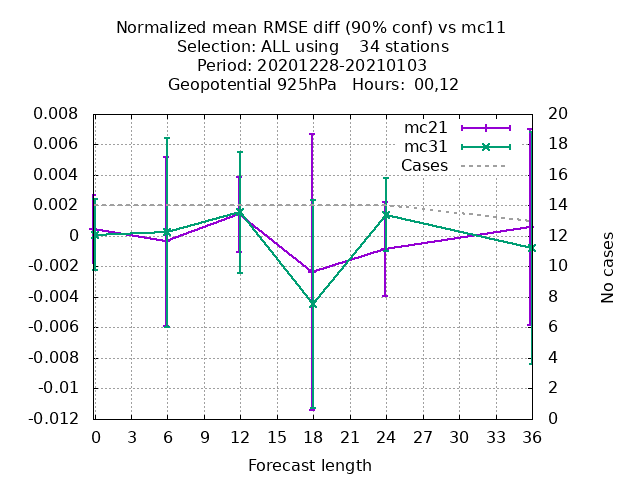 Normalized mean RMSE diff (90% conf) vs mc11
Selection: ALL using    34 stations
Period: 20201228-20210103
Geopotential 925hPa   Hours: 00,12
0.008
0.006
0.004
0.002
0
-0.002
-0.004
-0.006
-0.008
-0.01
-0.012
mc21
mc31
Cases
20
18
16
14
12
10
8
6
4
2
0
No cases
0 3 6 9 12 15 18 21 24 27 30 33 36
Forecast length